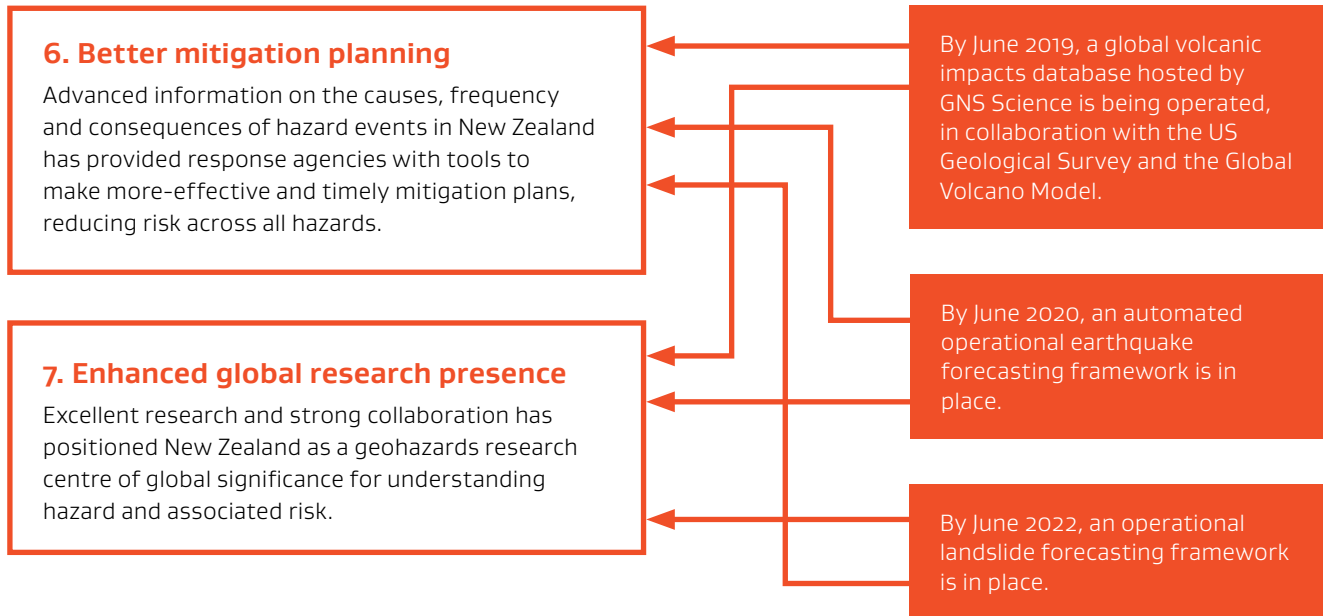 6. Better mitigation planning
Advanced information on the causes, frequency
and consequences of hazard events in New Zealand
has provided response agencies with tools to
make more-effective and timely mitigation plans,
reducing risk across all hazards.
7. Enhanced global research presence
Excellent research and strong collaboration has
positioned New Zealand as a geohazards research
centre of global significance for understanding
hazard and associated risk.
By June 2019, a global volcanic
impacts database hosted by
GNS Science is being operated,
in collaboration with the US
Geological Survey and the Global
Volcano Model.
By June 2020, an automated
operational earthquake
forecasting framework is in
place.
By June 2022, an operational
landslide forecasting framework
is in place.